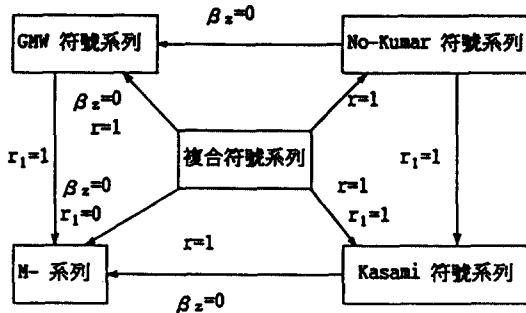 GMW 符號系列
β z=0
No-Kumar 符號系列
β z=0
r=1
r=1
複合符號系列
r1=1
r1=1
β z=0
r1=0
r=1
r1=1
r=1
M- 系列
Kasami 符號系列
β z=0